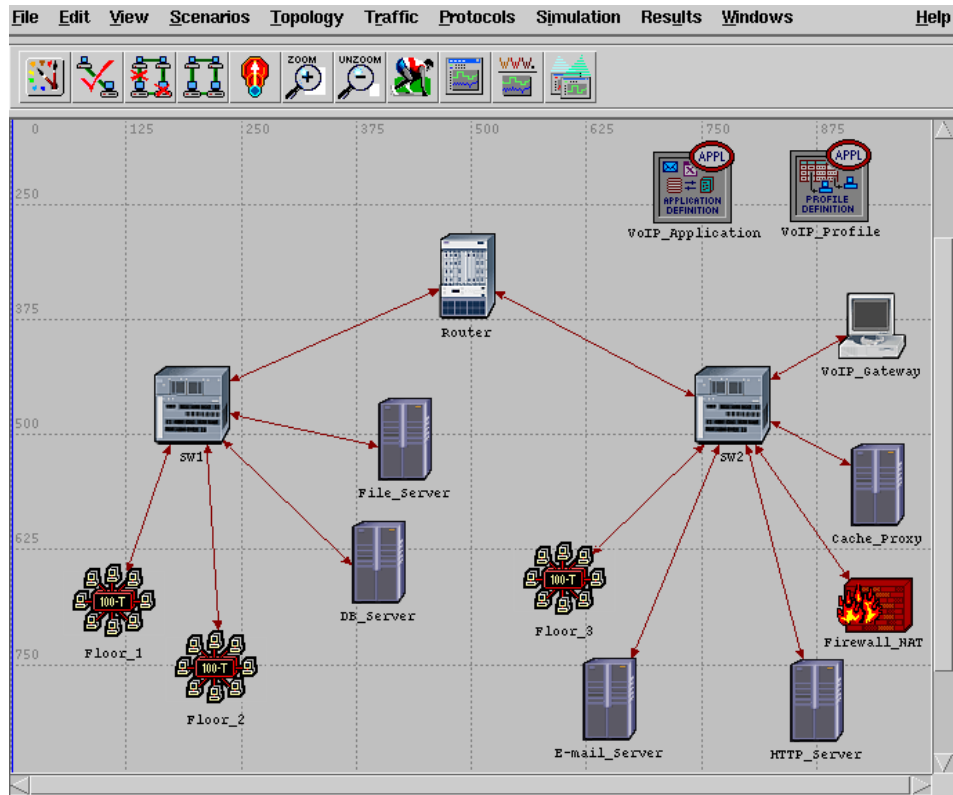 File Edit View Scenarios Topology Traffic Protocols Simulation Results Windows Help
ZOOM
UNZOOM
0 125 250 375 500 625 750 875
APPL
APPLICATION
DEFINITION
VoIP_Application
APPL
PROFILE
DEFINITION
VoIP_Profile
250
Router
375
VoIP_Gateway
SW1
500
SW2
File_Server
Cache_Proxy
625
100-T
Floor_1
DB_Server
100-T
Floor_3
Firewall_NAT
750
100-T
Floor_2
E-mail_Server
HTTP_Server